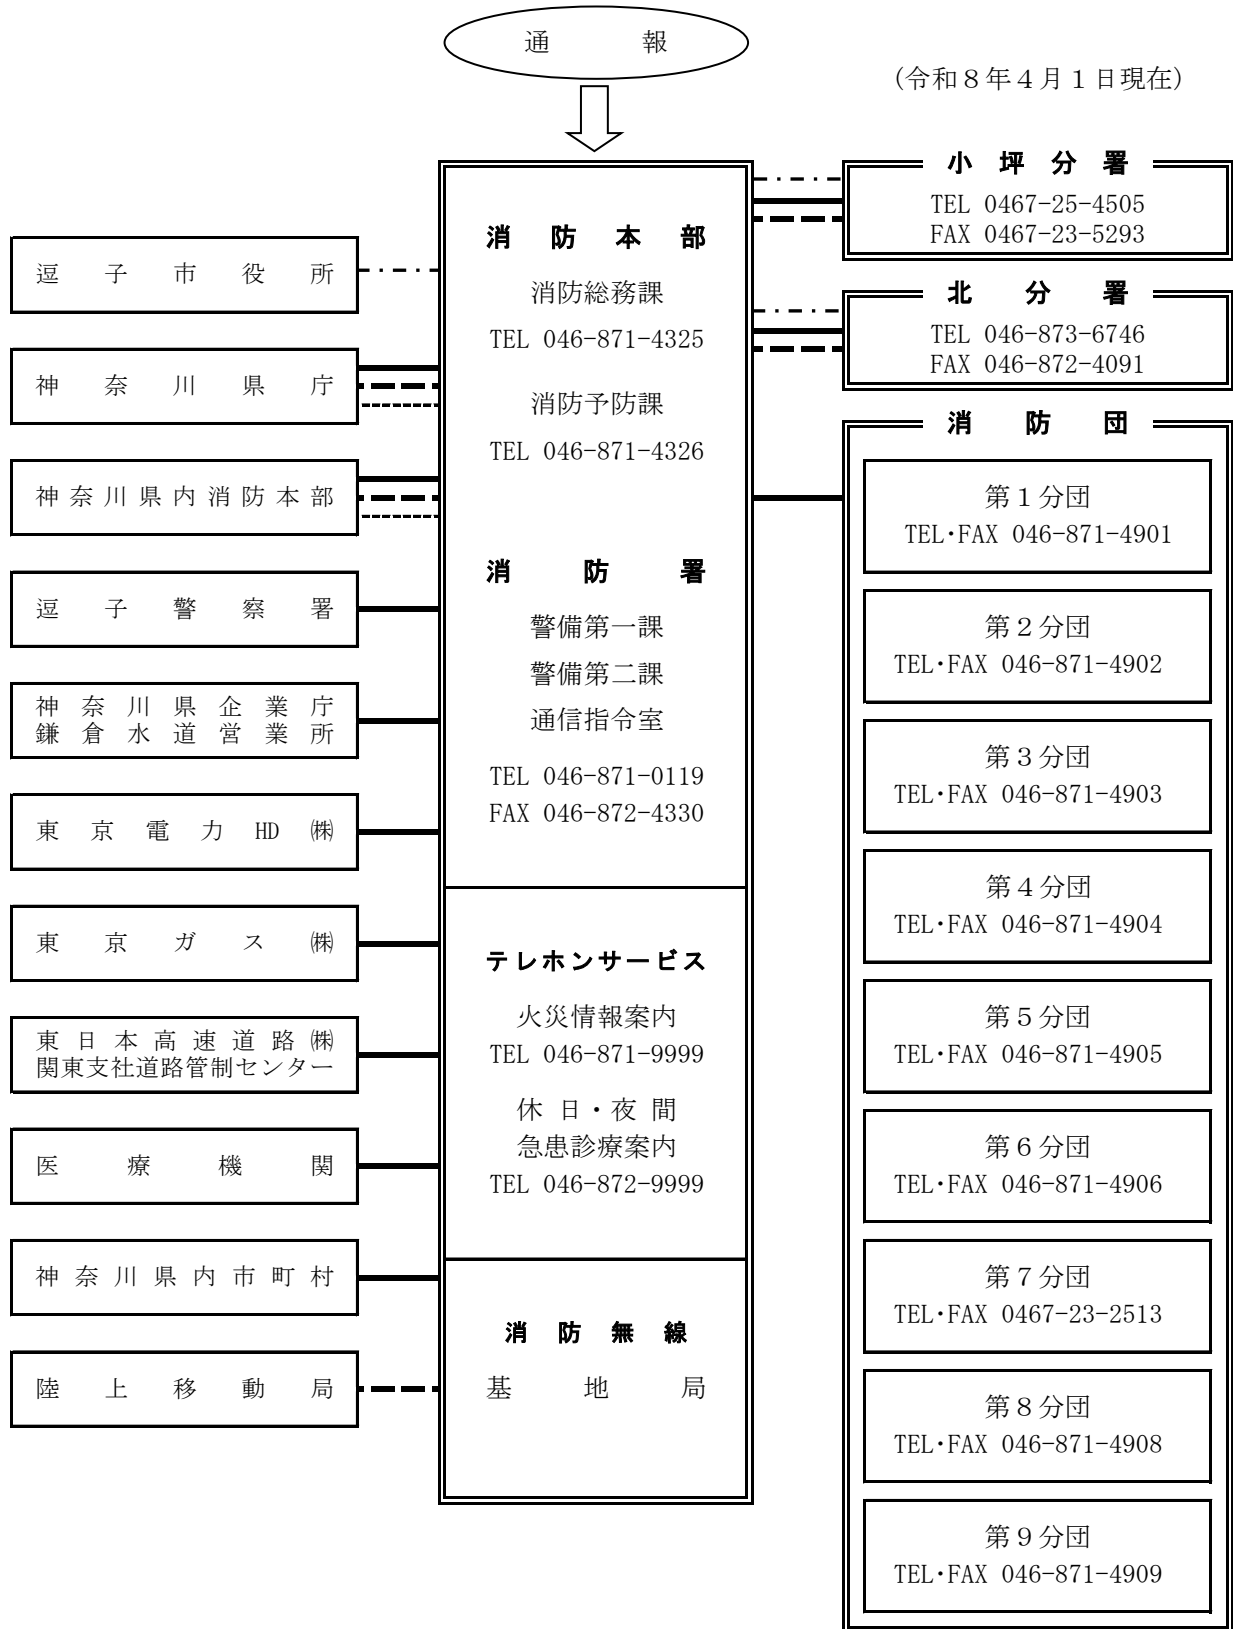 通報
(令和８年４月１日現在)
逗子市役所
神奈川県庁
神奈川県内消防本部
逗子警察署
神奈川県企業庁
鎌倉水道営業所
東京電力HD㈱
東京ガス㈱
東日本高速道路㈱
関東支社道路管制センター
医療機関
神奈川県内市町村
陸上移動局
消防本部
消防総務課
TEL 046-871-4325
消防予防課
TEL 046-871-4326
消防署
警備第一課
警備第二課
通信指令室
TEL 046-871-0119
FAX 046-872-4330
テレホンサービス
火災情報案内
TEL 046-871-9999
休日・夜間
急患診療案内
TEL 046-872-9999
消防無線
基地局
小坪分署
TEL 0467-25-4505
FAX 0467-23-5293
北分署
TEL 046-873-6746
FAX 046-872-4091
消防団
第１分団
TEL･FAX 046-871-4901
第２分団
TEL･FAX 046-871-4902
第３分団
TEL･FAX 046-871-4903
第４分団
TEL･FAX 046-871-4904
第５分団
TEL･FAX 046-871-4905
第６分団
TEL･FAX 046-871-4906
第７分団
TEL･FAX 0467-23-2513
第８分団
TEL･FAX 046-871-4908
第９分団
TEL･FAX 046-871-4909